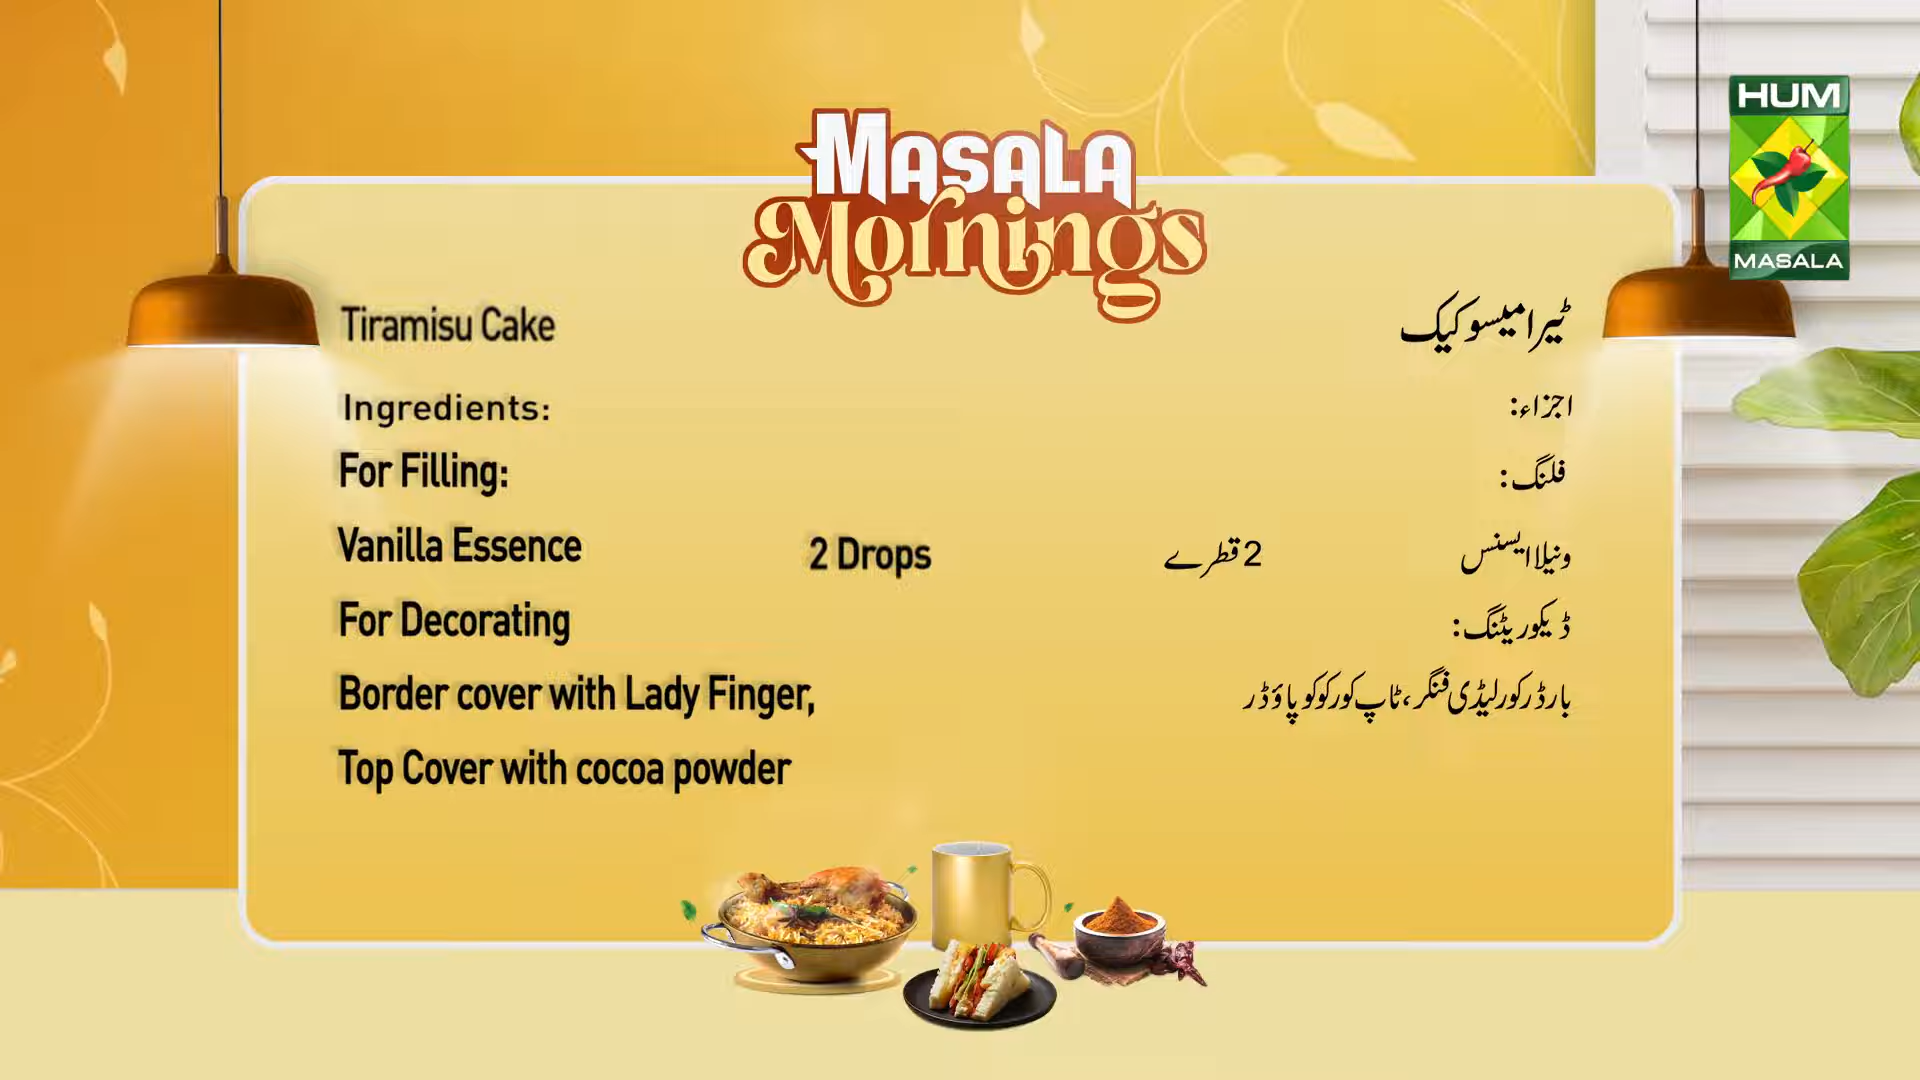 MASALA
Mornings
HUM
MASALA
Tiramisu Cake
ٹیرامیسو کیک
Ingredients:
اجزاء:
For Filling:
فلنگ:
Vanilla Essence 2 Drops
ونیلا ایسنس 2 قطرے
For Decorating
ڈیکوریٹنگ:
Border cover with Lady Finger,
بارڈر کور لیڈی فنگر، ٹاپ کور کوکو پاؤڈر
Top Cover with cocoa powder